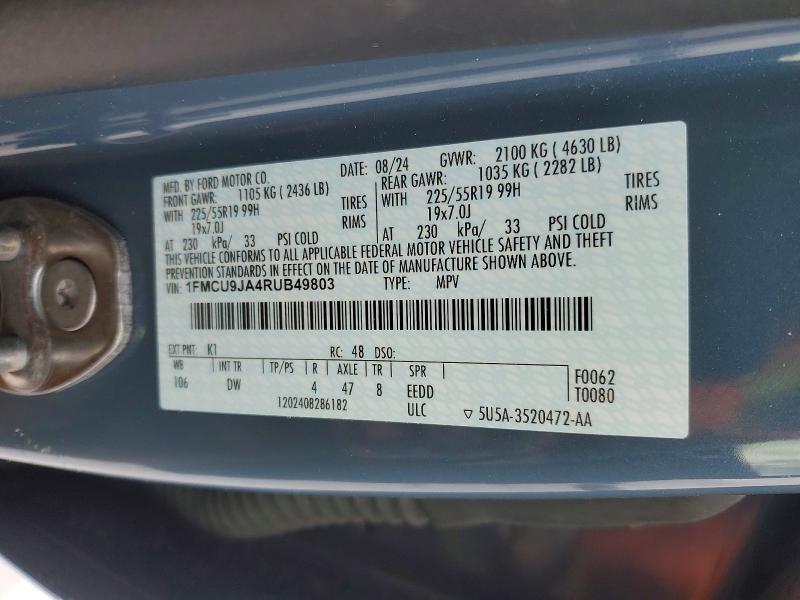 MFD. BY FORD MOTOR CO. DATE: 08/24 GVWR: 2100 KG ( 4630 LB)
FRONT GAWR: 1105 KG ( 2436 LB) REAR GAWR: 1035 KG ( 2282 LB)
WITH 225/55R19 99H TIRES WITH 225/55R19 99H TIRES
19x7.0J RIMS 19x7.0J RIMS
AT 230 kPa/ 33 PSI COLD AT 230 kPa/ 33 PSI COLD
THIS VEHICLE CONFORMS TO ALL APPLICABLE FEDERAL MOTOR VEHICLE SAFETY AND THEFT
PREVENTION STANDARDS IN EFFECT ON THE DATE OF MANUFACTURE SHOWN ABOVE.
VIN: 1FMCU9JA4RUB49803 TYPE: MPV
EXT PNT: K1 RC: 48 DSO:
WB INT TR TP/PS R AXLE TR SPR F0062
106 DW 4 47 8 EEDD T0080
1202408286182 ULC ▽ 5U5A-3520472-AA